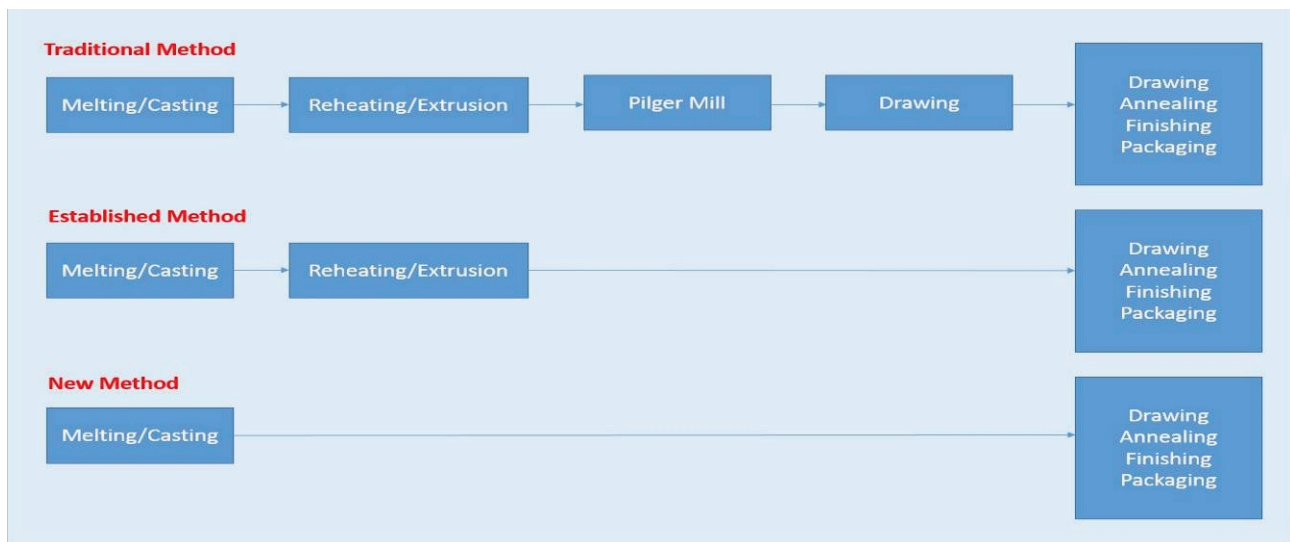 Traditional Method
Melting/Casting
Reheating/Extrusion
Pilger Mill
Drawing
Drawing
Annealing
Finishing
Packaging
Established Method
Melting/Casting
Reheating/Extrusion
Drawing
Annealing
Finishing
Packaging
New Method
Melting/Casting
Drawing
Annealing
Finishing
Packaging